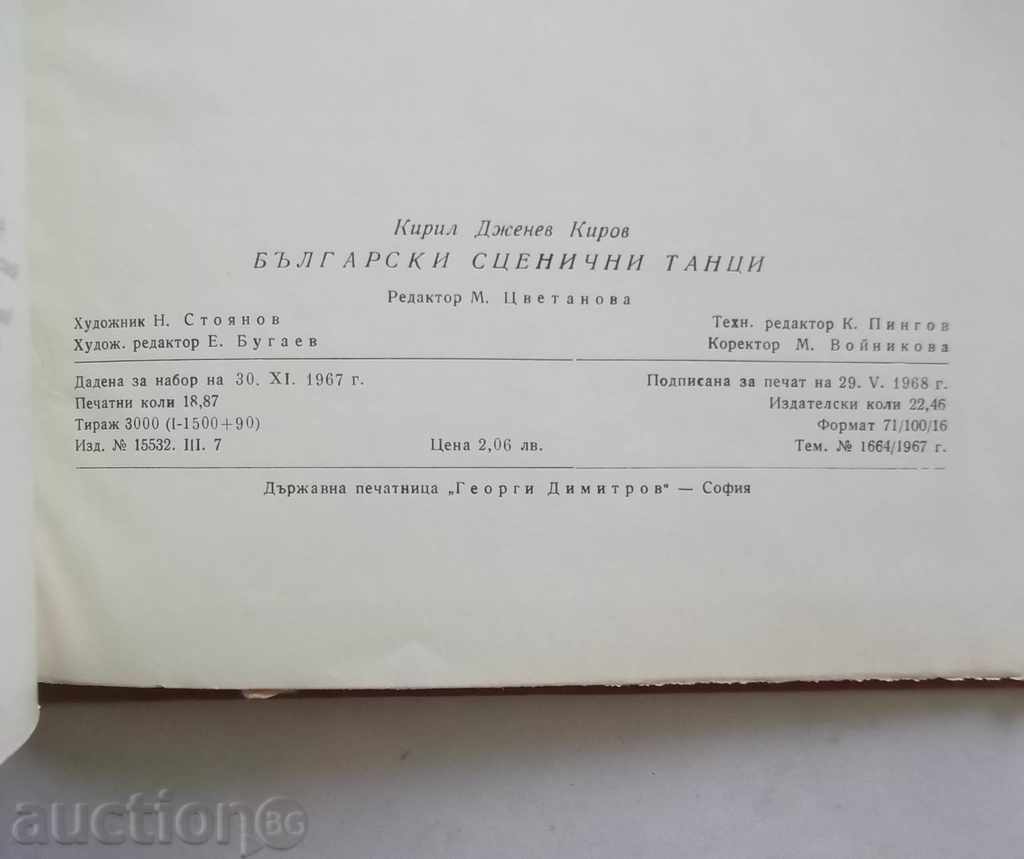 Кирил Дженев Киров
БЪЛГАРСКИ СЦЕНИЧНИ ТАНЦИ
Редактор М. Цветанова
Художник Н. Стоянов
Техн. редактор К. Пингов
Худож. редактор Е. Бугаев
Коректор М. Войникова
Дадена за набор на 30. XI. 1967 г.
Подписана за печат на 29. V. 1968 г.
Печатни коли 18,87
Издателски коли 22,46
Тираж 3000 (I-1500+90)
Формат 71/100/16
Изд. № 15532. III. 7
Цена 2,06 лв.
Тем. № 1664/1967 г.
Държавна печатница „Георги Димитров“ — София
auctionBG